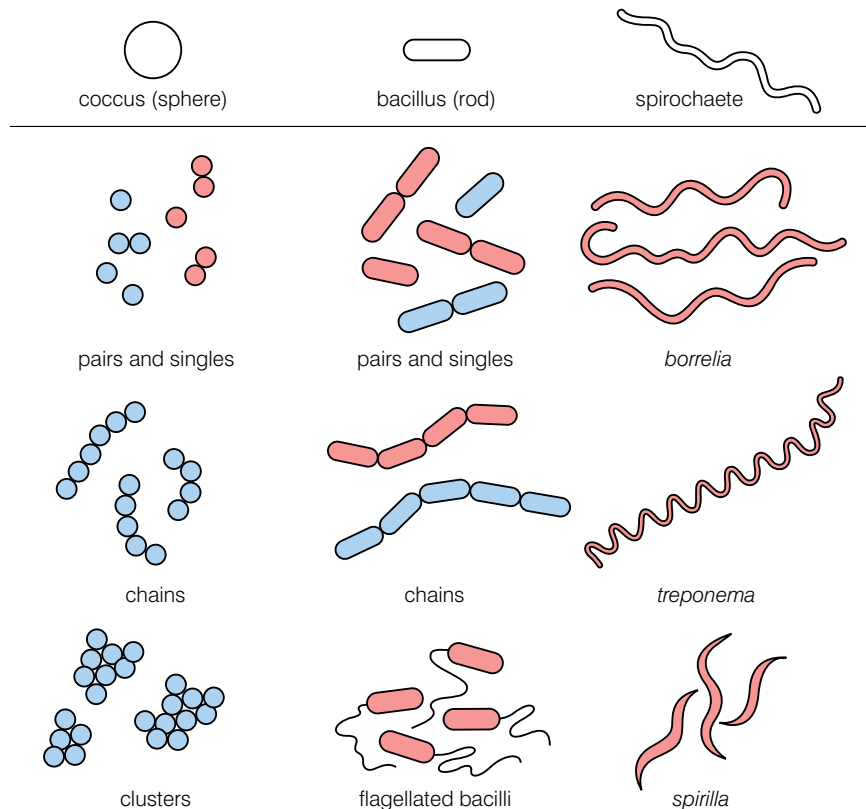 coccus (sphere)
bacillus (rod)
spirochaete
pairs and singles
pairs and singles
borrelia
chains
chains
treponema
clusters
flagellated bacilli
spirilla